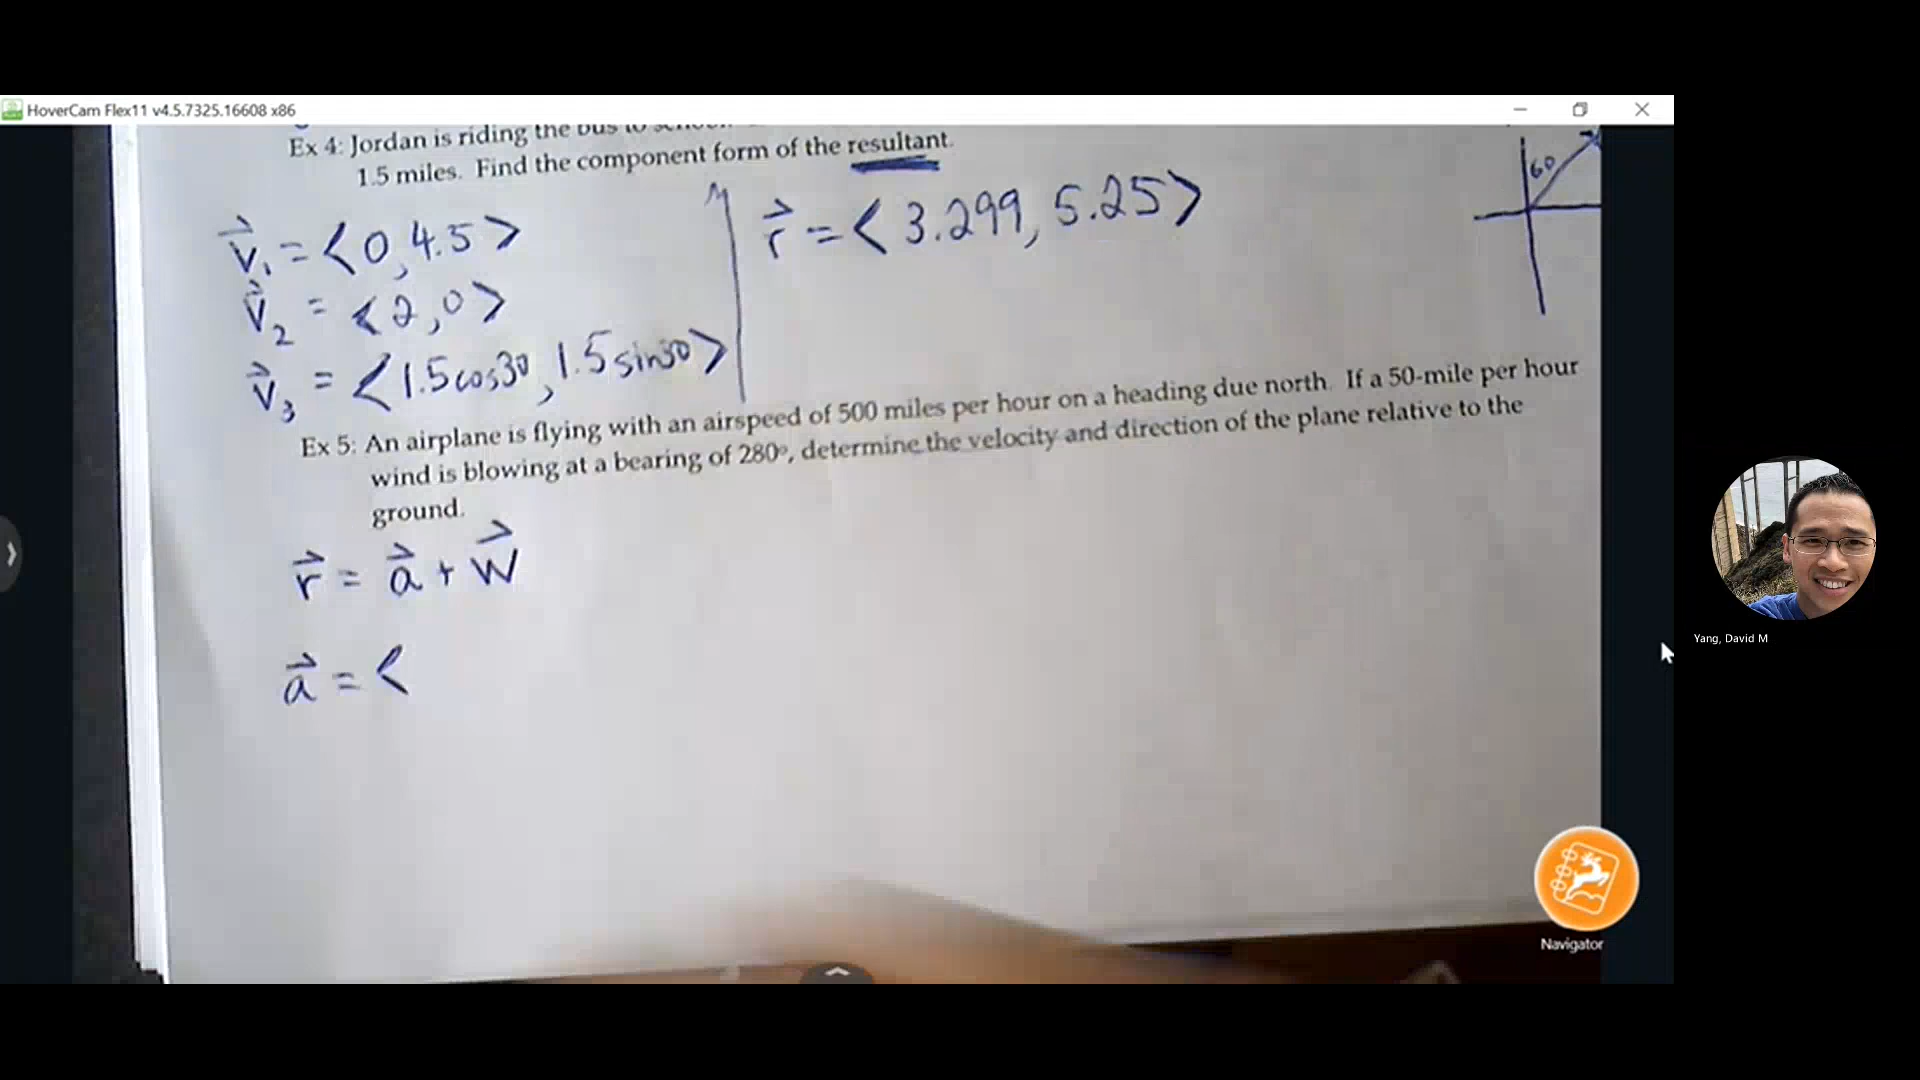 HoverCam Flex11 v4.5.7325.16608 x86
Ex 4: Jordan is riding the bus to
1.5 miles. Find the component form of the resultant.
60
v⃗₁ = <0, 4.5>
r⃗ = <3.299, 5.25>
v⃗₂ = <2, 0>
v⃗₃ = <1.5cos30, 1.5sin30>
Ex 5: An airplane is flying with an airspeed of 500 miles per hour on a heading due north. If a 50-mile per hour
wind is blowing at a bearing of 280°, determine the velocity and direction of the plane relative to the
ground.
r⃗ = a⃗ + w⃗
a⃗ = <
Yang, David M
Navigator